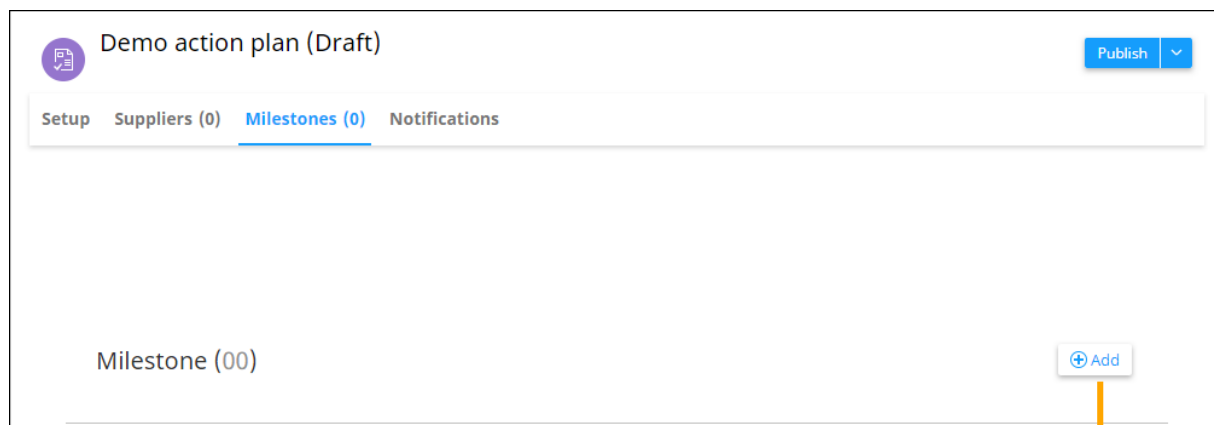 Demo action plan (Draft)
Publish
Setup Suppliers (0) Milestones (0) Notifications
Milestone (00)
Add